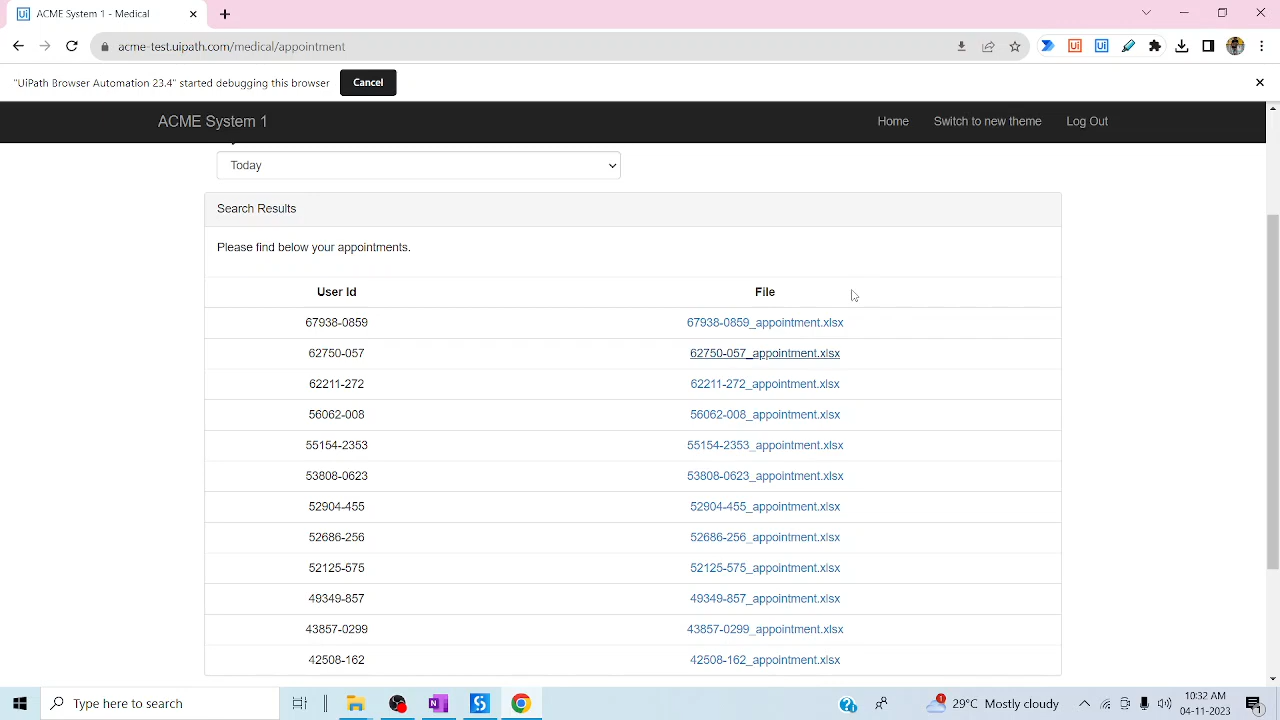 ACME System 1 - Medical
acme-test.uipath.com/medical/appointment
"UiPath Browser Automation 23.4" started debugging this browser Cancel
ACME System 1 Home Switch to new theme Log Out
Today
Search Results
Please find below your appointments.
User Id File
67938-0859 67938-0859_appointment.xlsx
62750-057 62750-057_appointment.xlsx
62211-272 62211-272_appointment.xlsx
56062-008 56062-008_appointment.xlsx
55154-2353 55154-2353_appointment.xlsx
53808-0623 53808-0623_appointment.xlsx
52904-455 52904-455_appointment.xlsx
52686-256 52686-256_appointment.xlsx
52125-575 52125-575_appointment.xlsx
49349-857 49349-857_appointment.xlsx
43857-0299 43857-0299_appointment.xlsx
42508-162 42508-162_appointment.xlsx
Type here to search 29°C Mostly cloudy 10:32 AM
04-11-2023